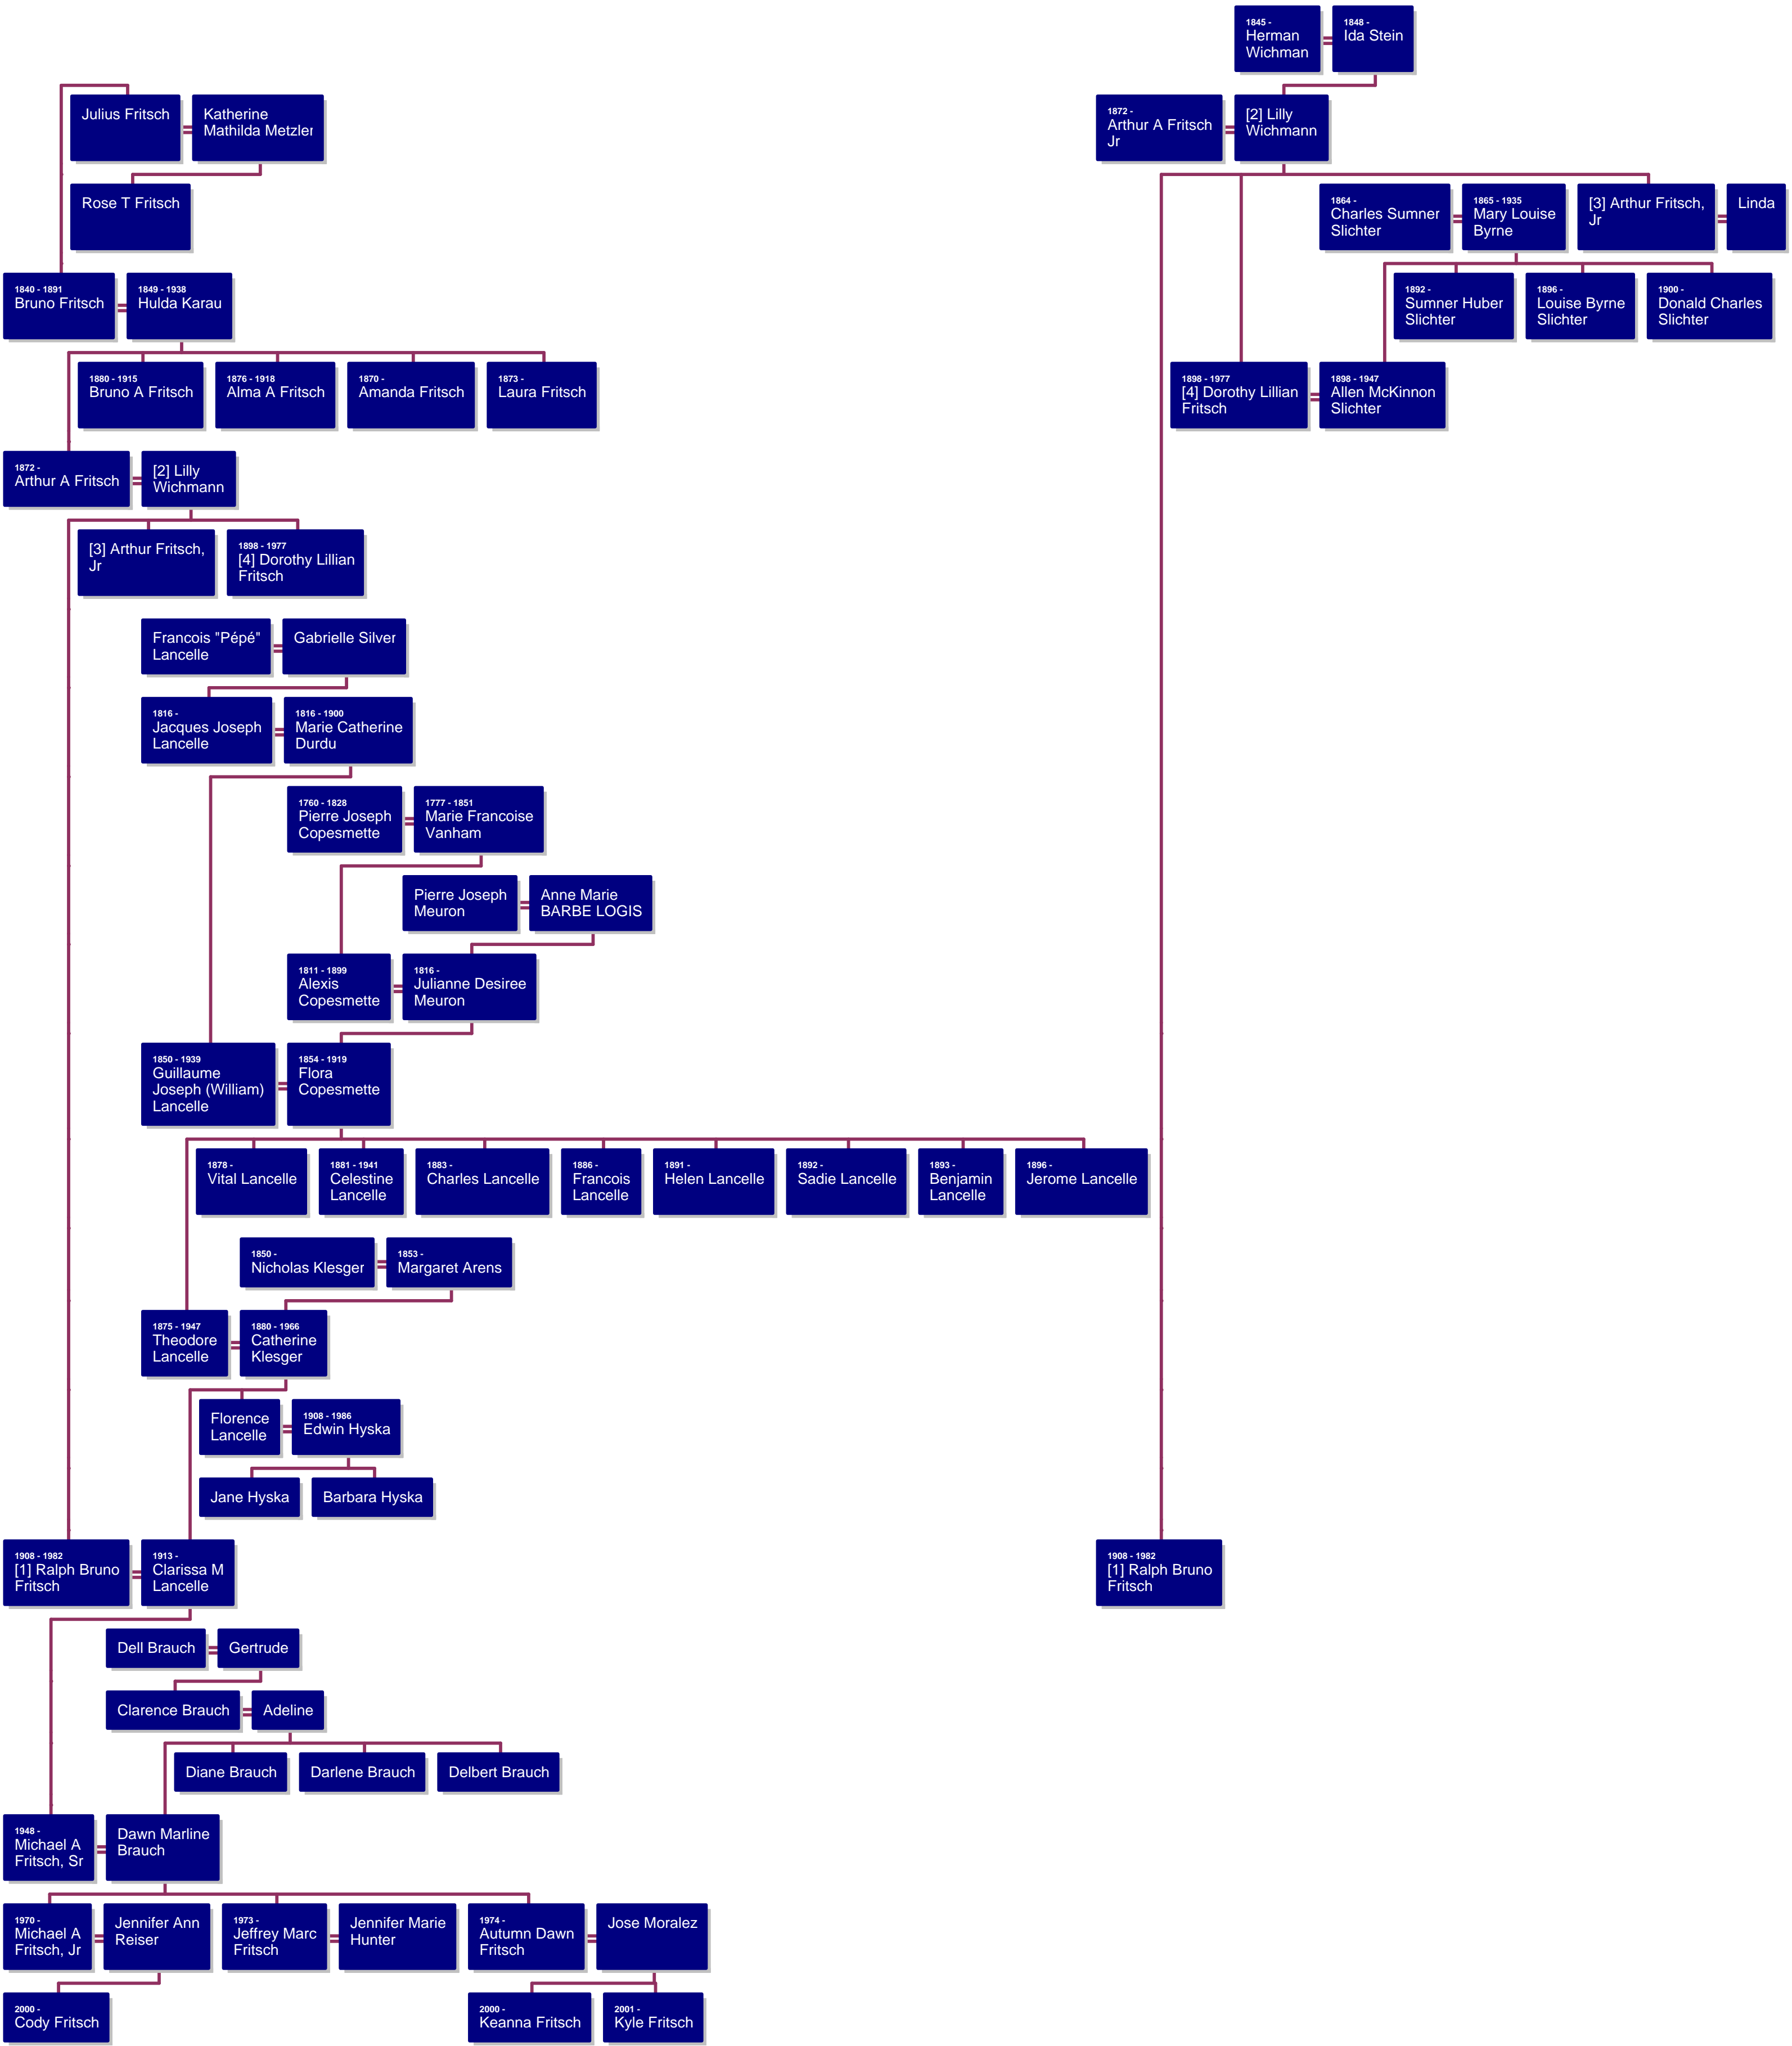 1845 -
Herman
Wichman
1848 -
Ida Stein
Julius Fritsch
Katherine
Mathilda Metzler
1872 -
Arthur A Fritsch
Jr
[2] Lilly
Wichmann
Rose T Fritsch
1864 -
Charles Sumner
Slichter
1865 - 1935
Mary Louise
Byrne
[3] Arthur Fritsch,
Jr
Linda
1840 - 1891
Bruno Fritsch
1849 - 1938
Hulda Karau
1892 -
Sumner Huber
Slichter
1896 -
Louise Byrne
Slichter
1900 -
Donald Charles
Slichter
1880 - 1915
Bruno A Fritsch
1876 - 1918
Alma A Fritsch
1870 -
Amanda Fritsch
1873 -
Laura Fritsch
1898 - 1977
[4] Dorothy Lillian
Fritsch
1898 - 1947
Allen McKinnon
Slichter
1872 -
Arthur A Fritsch
[2] Lilly
Wichmann
[3] Arthur Fritsch,
Jr
1898 - 1977
[4] Dorothy Lillian
Fritsch
Francois "Pépé"
Lancelle
Gabrielle Silver
1816 -
Jacques Joseph
Lancelle
1816 - 1900
Marie Catherine
Durdu
1760 - 1828
Pierre Joseph
Copesmette
1777 - 1851
Marie Francoise
Vanham
Pierre Joseph
Meuron
Anne Marie
BARBE LOGIS
1811 - 1899
Alexis
Copesmette
1816 -
Julianne Desiree
Meuron
1850 - 1939
Guillaume
Joseph (William)
Lancelle
1854 - 1919
Flora
Copesmette
1878 -
Vital Lancelle
1881 - 1941
Celestine
Lancelle
1883 -
Charles Lancelle
1886 -
Francois
Lancelle
1891 -
Helen Lancelle
1892 -
Sadie Lancelle
1893 -
Benjamin
Lancelle
1896 -
Jerome Lancelle
1850 -
Nicholas Klesger
1853 -
Margaret Arens
1875 - 1947
Theodore
Lancelle
1880 - 1966
Catherine
Klesger
Florence
Lancelle
1908 - 1986
Edwin Hyska
Jane Hyska
Barbara Hyska
1908 - 1982
[1] Ralph Bruno
Fritsch
1913 -
Clarissa M
Lancelle
1908 - 1982
[1] Ralph Bruno
Fritsch
Dell Brauch
Gertrude
Clarence Brauch
Adeline
Diane Brauch
Darlene Brauch
Delbert Brauch
1948 -
Michael A
Fritsch, Sr
Dawn Marline
Brauch
1970 -
Michael A
Fritsch, Jr
Jennifer Ann
Reiser
1973 -
Jeffrey Marc
Fritsch
Jennifer Marie
Hunter
1974 -
Autumn Dawn
Fritsch
Jose Moralez
2000 -
Cody Fritsch
2000 -
Keanna Fritsch
2001 -
Kyle Fritsch